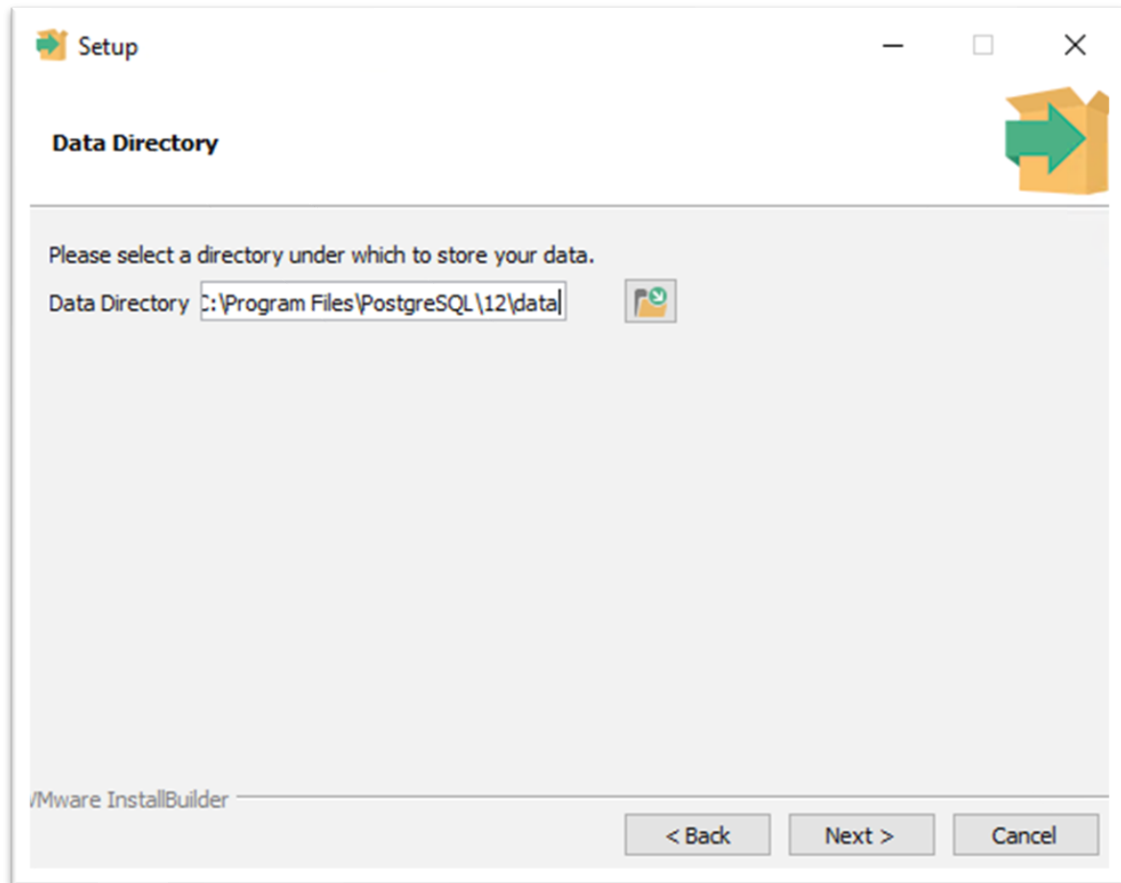 Setup
Data Directory
Please select a directory under which to store your data.
Data Directory C:\Program Files\PostgreSQL\12\data
VMware InstallBuilder
< Back Next > Cancel